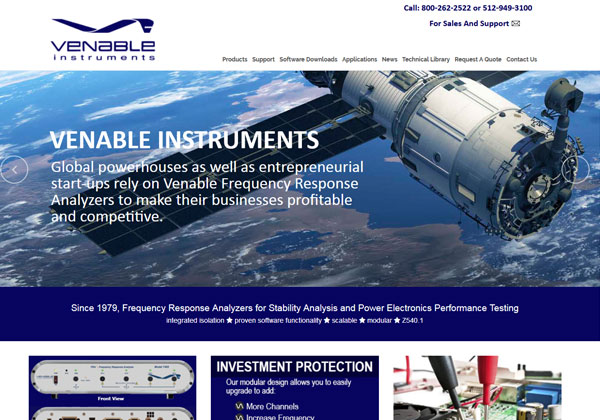 Call: 800-262-2522 or 512-949-3100
For Sales And Support
VENABLE
instruments
Products Support Software Downloads Applications News Technical Library Request A Quote Contact Us
VENABLE INSTRUMENTS
Global powerhouses as well as entrepreneurial
start-ups rely on Venable Frequency Response
Analyzers to make their businesses profitable
and competitive.
Since 1979, Frequency Response Analyzers for Stability Analysis and Power Electronics Performance Testing
integrated isolation ★ proven software functionality ★ scalable ★ modular ★ Z540.1
Front View
INVESTMENT PROTECTION
Our modular design allows you to easily
upgrade to add:
More Channels
Increase Frequency